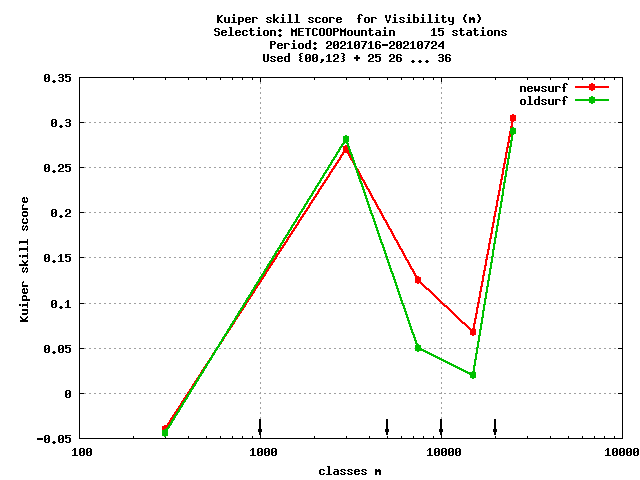 Kuiper skill score  for Visibility (m)
Selection: METCOOPMountain     15 stations
Period: 20210716-20210724
Used {00,12} + 25 26 ... 36
newsurf
oldsurf
0.35
0.3
0.25
0.2
0.15
0.1
0.05
0
-0.05
Kuiper skill score
100
1000
10000
10000
classes m